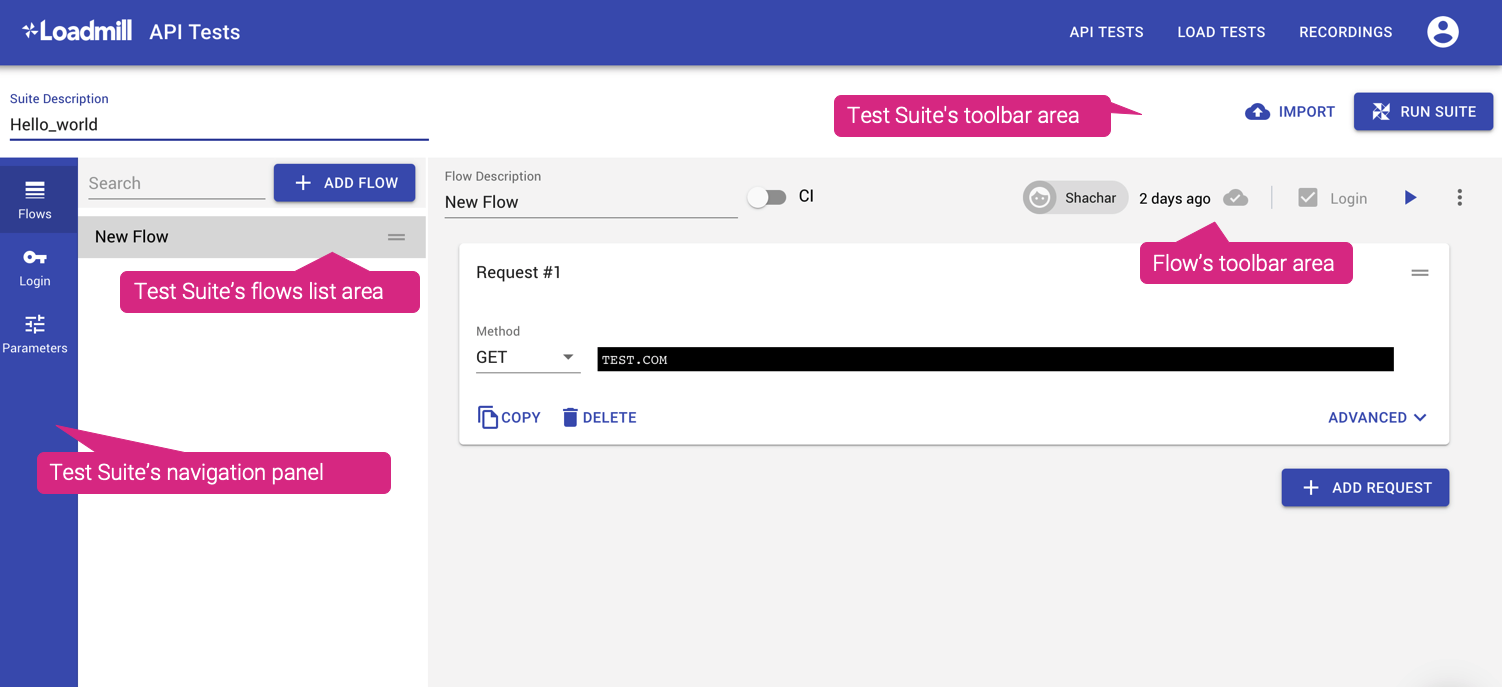 Loadmill API Tests API TESTS LOAD TESTS RECORDINGS
Suite Description
Hello_world
Test Suite's toolbar area
IMPORT
RUN SUITE
Flows
Login
Parameters
Search
ADD FLOW
New Flow
Test Suite’s flows list area
Test Suite’s navigation panel
Flow Description
New Flow
CI
Shachar
2 days ago
Login
Flow’s toolbar area
Request #1
Method
GET
TEST.COM
COPY
DELETE
ADVANCED
ADD REQUEST